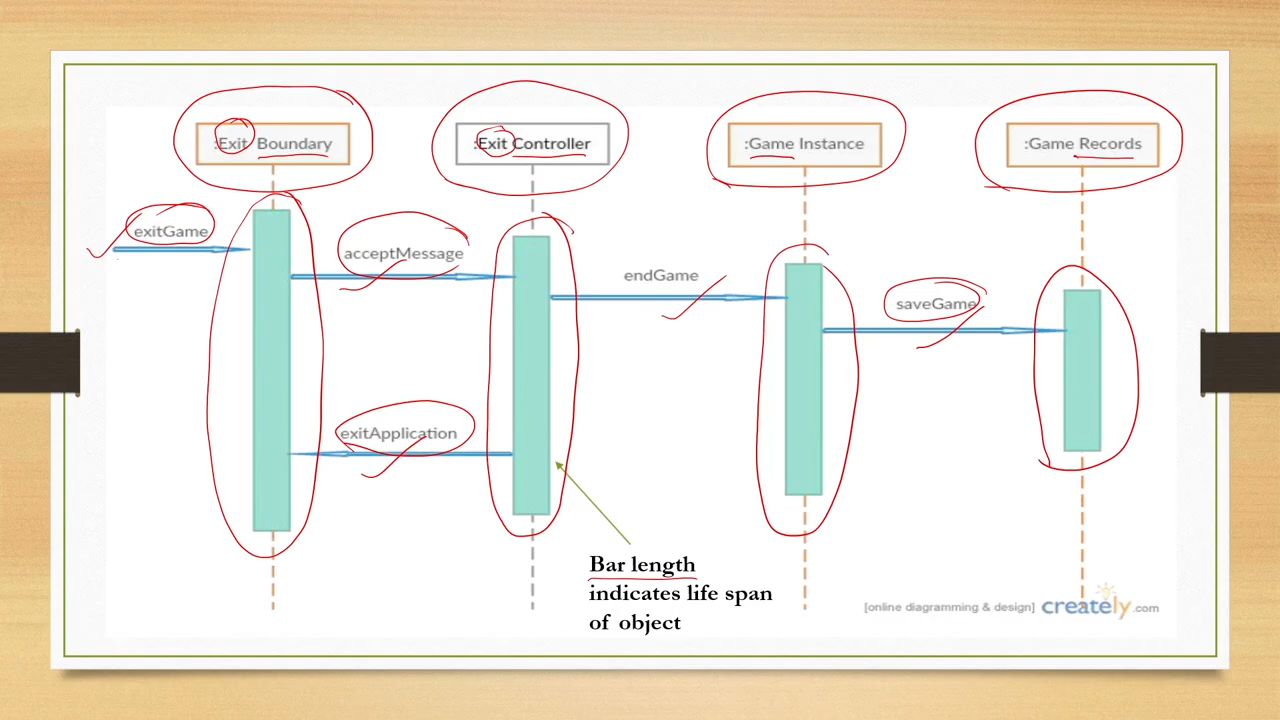 :Exit Boundary
:Exit Controller
:Game Instance
:Game Records
exitGame
acceptMessage
endGame
saveGame
exitApplication
Bar length
indicates life span
of object
[online diagramming & design] creately.com